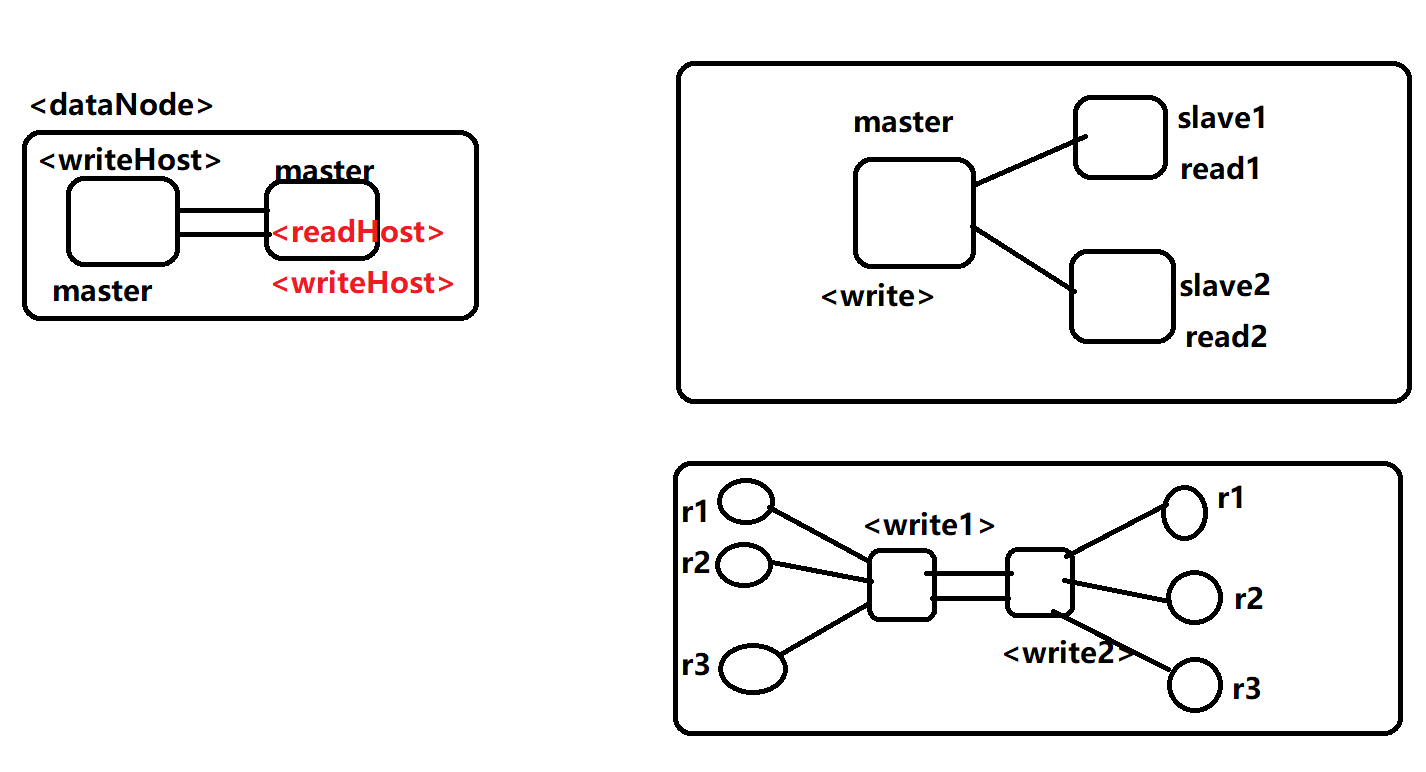 <dataNode>
<writeHost>
master
<readHost>
<writeHost>
master
master
slave1
read1
<write>
slave2
read2
r1
r2
r3
<write1>
<write2>
r1
r2
r3